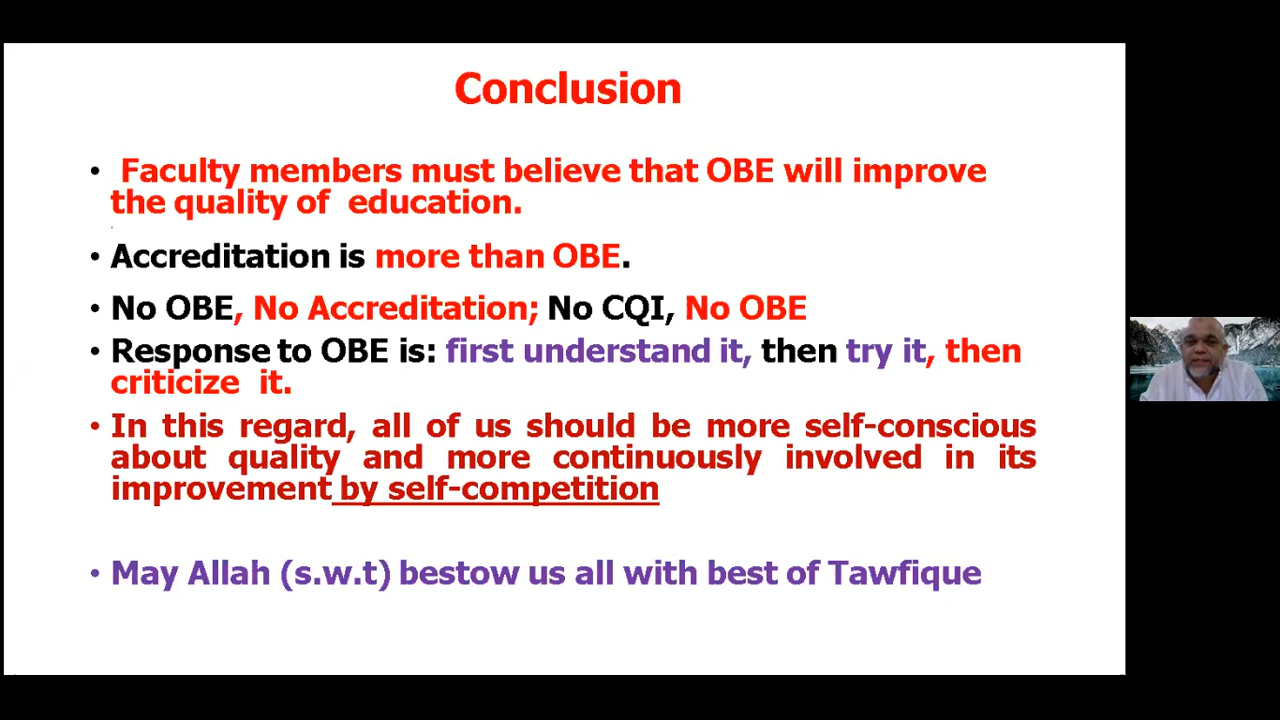 Conclusion
• Faculty members must believe that OBE will improve
the quality of education.
• Accreditation is more than OBE.
• No OBE, No Accreditation; No CQI, No OBE
• Response to OBE is: first understand it, then try it, then
criticize it.
• In this regard, all of us should be more self-conscious
about quality and more continuously involved in its
improvement by self-competition
• May Allah (s.w.t) bestow us all with best of Tawfique